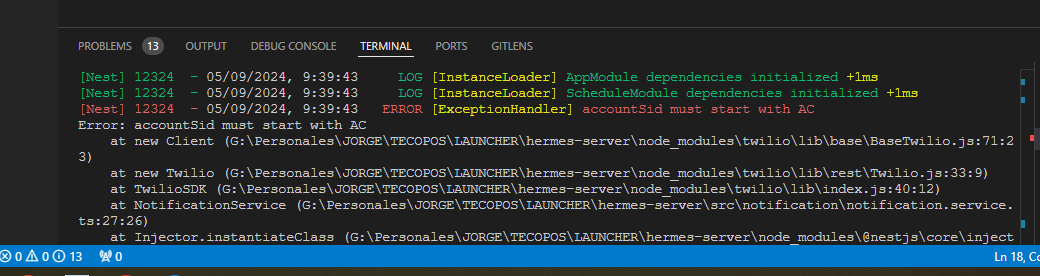 PROBLEMS 13 OUTPUT DEBUG CONSOLE TERMINAL PORTS GITLENS
[Nest] 12324  - 05/09/2024, 9:39:43     LOG [InstanceLoader] AppModule dependencies initialized +1ms
[Nest] 12324  - 05/09/2024, 9:39:43     LOG [InstanceLoader] ScheduleModule dependencies initialized +1ms
[Nest] 12324  - 05/09/2024, 9:39:43   ERROR [ExceptionHandler] accountSid must start with AC
Error: accountSid must start with AC
    at new Client (G:\Personales\JORGE\TECOPOS\LAUNCHER\hermes-server\node_modules\twilio\lib\base\BaseTwilio.js:71:2
3)
    at new Twilio (G:\Personales\JORGE\TECOPOS\LAUNCHER\hermes-server\node_modules\twilio\lib\rest\Twilio.js:33:9)
    at TwilioSDK (G:\Personales\JORGE\TECOPOS\LAUNCHER\hermes-server\node_modules\twilio\lib\index.js:40:12)
    at NotificationService (G:\Personales\JORGE\TECOPOS\LAUNCHER\hermes-server\src\notification\notification.service.
ts:27:26)
    at Injector.instantiateClass (G:\Personales\JORGE\TECOPOS\LAUNCHER\hermes-server\node_modules\@nestjs\core\inject
0 0 13 0 Ln 18, Co